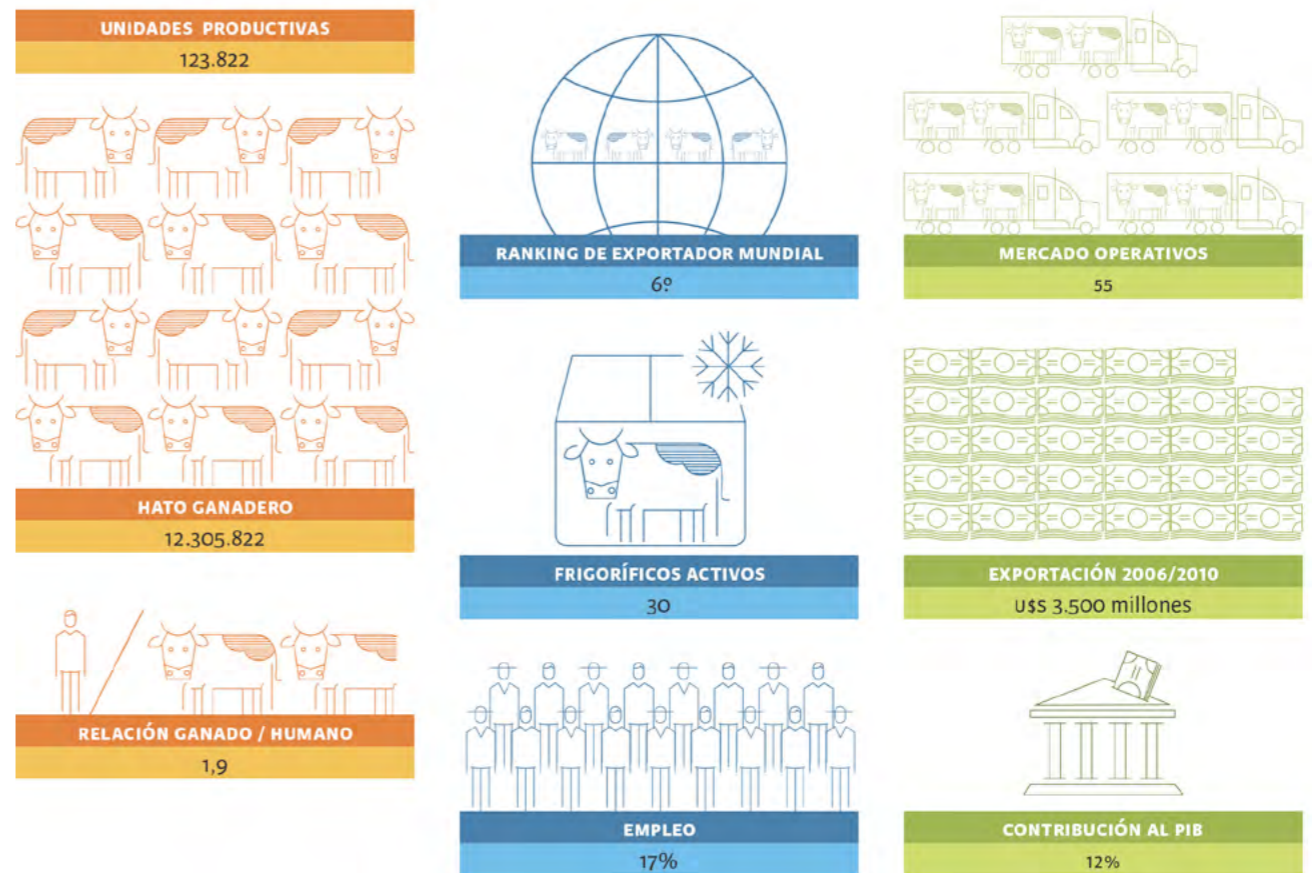 UNIDADES PRODUCTIVAS
123.822
HATO GANADERO
12.305.822
RELACIÓN GANADO / HUMANO
1,9
RANKING DE EXPORTADOR MUNDIAL
6º
FRIGORÍFICOS ACTIVOS
30
EMPLEO
17%
MERCADO OPERATIVOS
55
EXPORTACIÓN 2006/2010
U$S 3.500 millones
CONTRIBUCIÓN AL PIB
12%